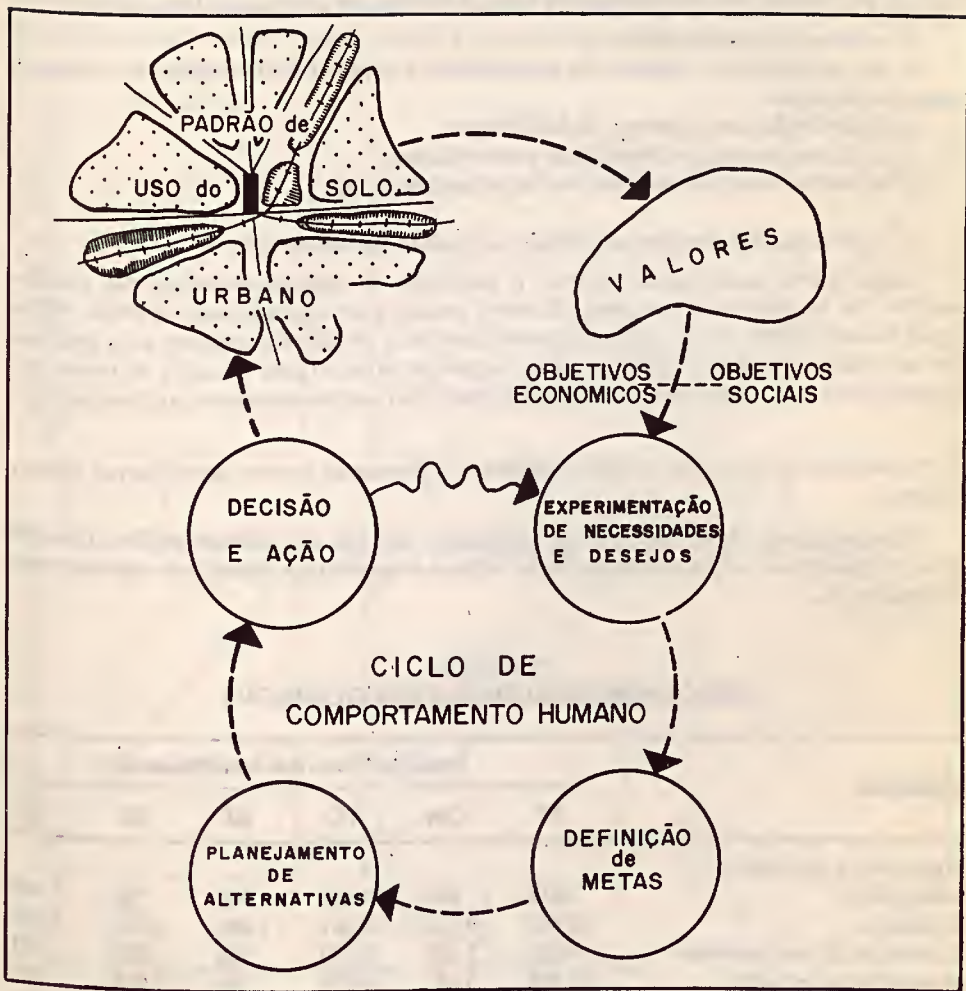 PADRÃO de
USO do SOLO
URBANO
VALORES
OBJETIVOS ECONOMICOS
OBJETIVOS SOCIAIS
DECISÃO
E AÇÃO
EXPERIMENTAÇÃO
DE NECESSIDADES
E DESEJOS
CICLO DE
COMPORTAMENTO HUMANO
PLANEJAMENTO
DE
ALTERNATIVAS
DEFINIÇÃO
de
METAS